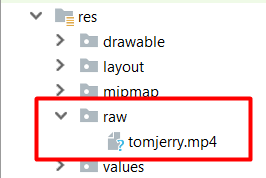 res
drawable
layout
mipmap
raw
tomjerry.mp4
values